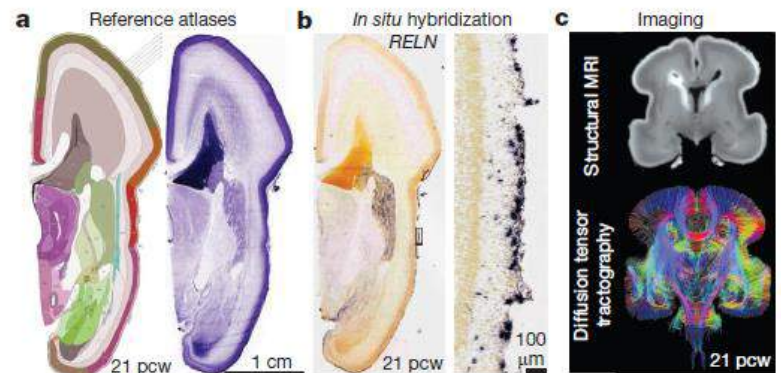 a Reference atlases
21 pcw
1 cm
b In situ hybridization
RELN
21 pcw
100
μm
c Imaging
Structural MRI
Diffusion tensor
tractography
21 pcw